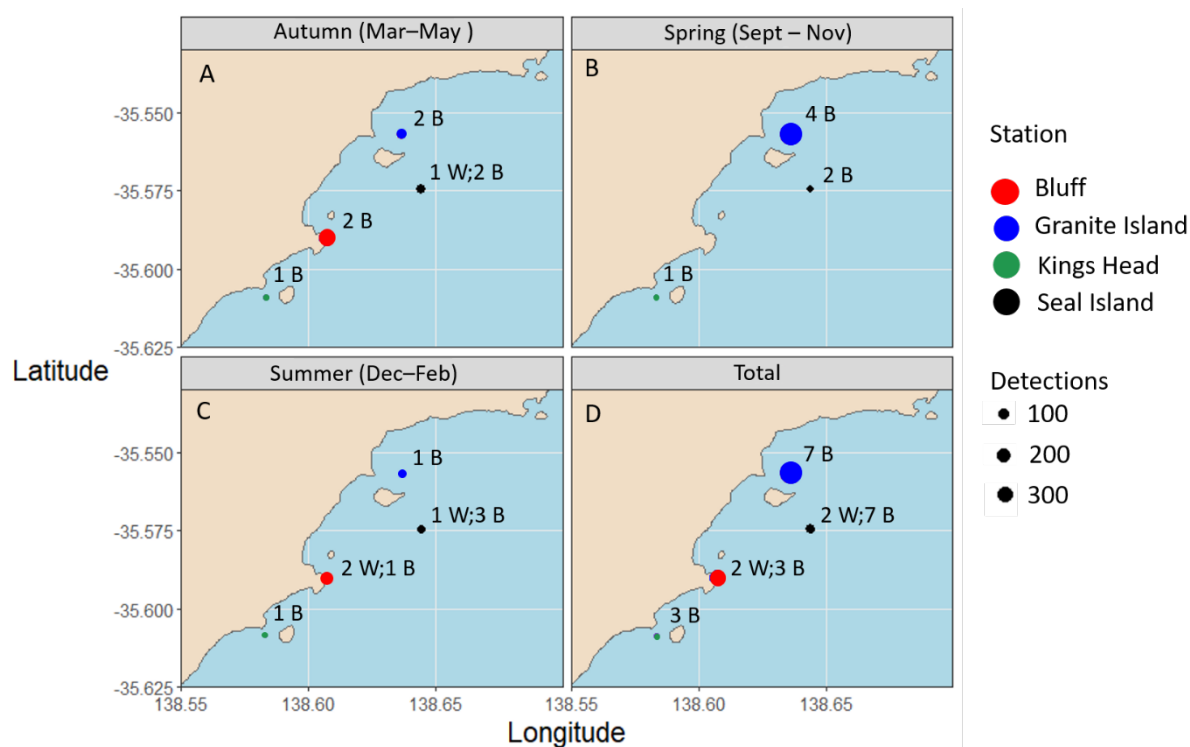 Autumn (Mar–May )
Spring (Sept – Nov)
A
2 B
1 W;2 B
2 B
1 B
B
4 B
2 B
1 B
-35.550
-35.575
-35.600
-35.625
Station
Bluff
Granite Island
Kings Head
Seal Island
Latitude
Summer (Dec–Feb)
Total
C
1 B
1 W;3 B
2 W;1 B
1 B
D
7 B
2 W;7 B
2 W;3 B
3 B
-35.550
-35.575
-35.600
-35.625
Detections
100
200
300
138.55
138.60
138.65
138.55
138.60
138.65
Longitude